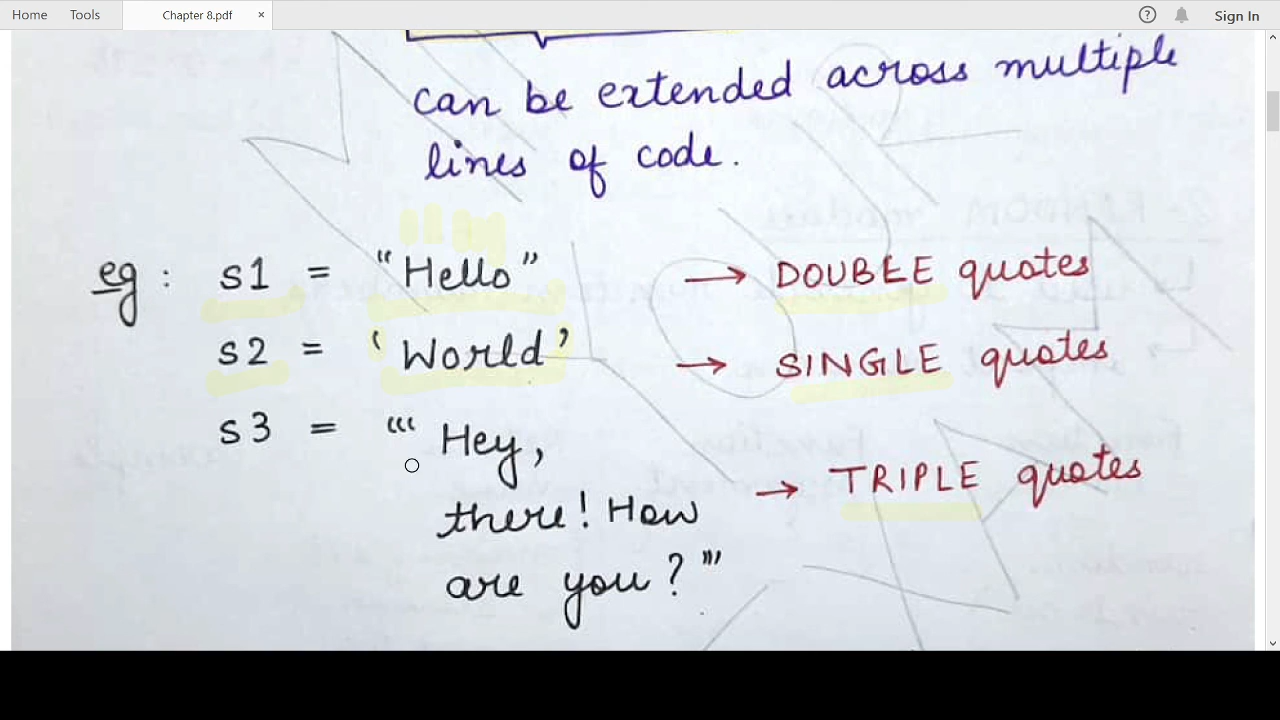 Home Tools Chapter 8.pdf × Sign In
can be extended across multiple
lines of code.
eg : s1 = "Hello" → DOUBLE quotes
s2 = 'World' → SINGLE quotes
s3 = ''' Hey,
there! How → TRIPLE quotes
are you? '''